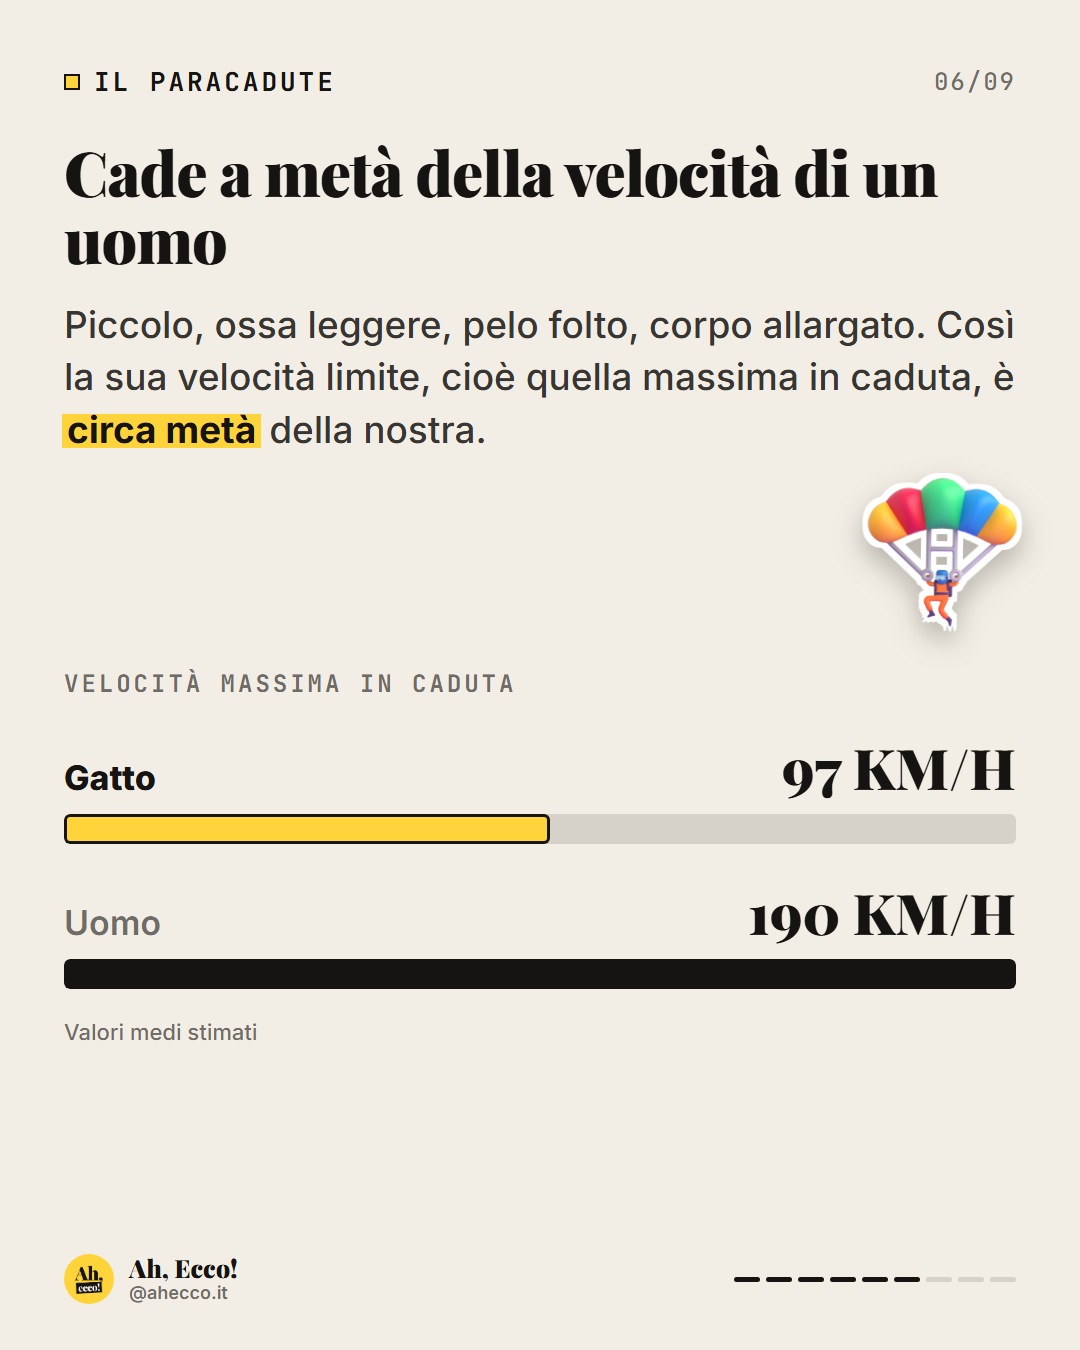 IL PARACADUTE
06/09
Cade a metà della velocità di un
uomo
Piccolo, ossa leggere, pelo folto, corpo allargato. Così
la sua velocità limite, cioè quella massima in caduta, è
circa metà della nostra.
VELOCITÀ MASSIMA IN CADUTA
Gatto
97 KM/H
Uomo
190 KM/H
Valori medi stimati
Ah,
ecco!
Ah, Ecco!
@ahecco.it